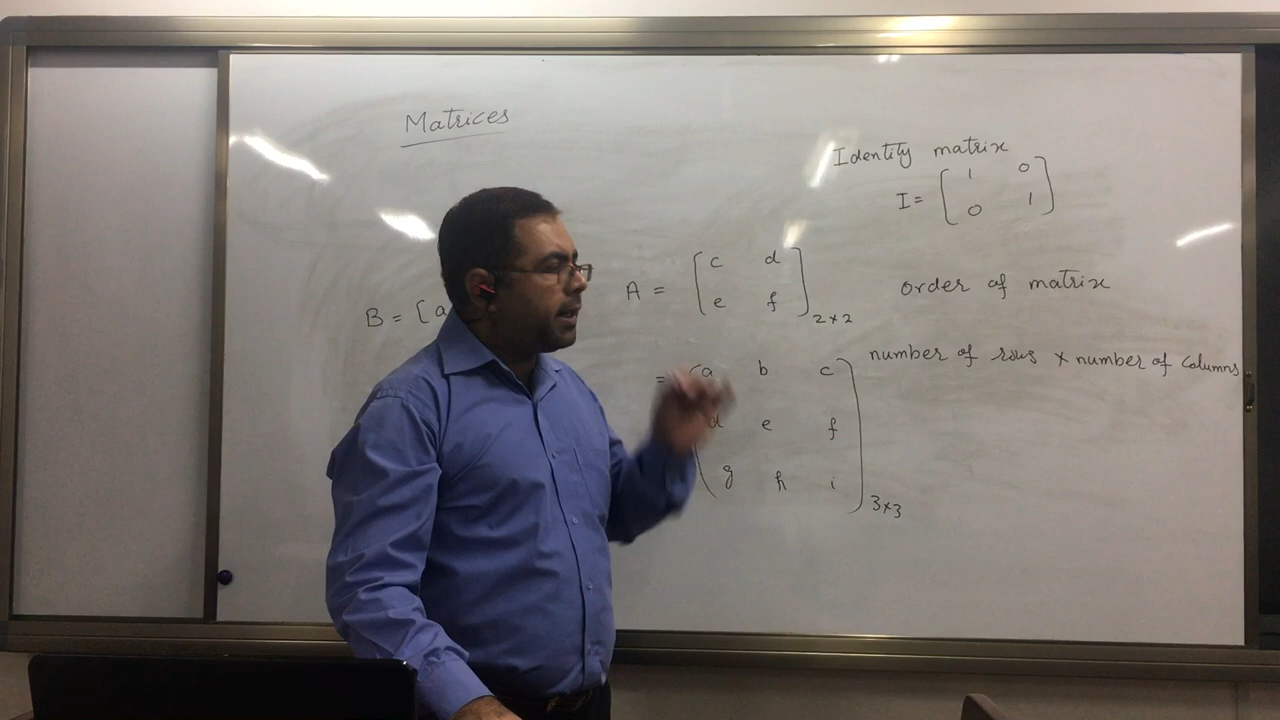 Matrices
Identity matrix
I = [ 1 0
0 1 ]
B = [a
A = [ c d
e f ] 2×2
order of matrix
number of rows × number of columns
= [ a b c
d e f
g h i ] 3×3